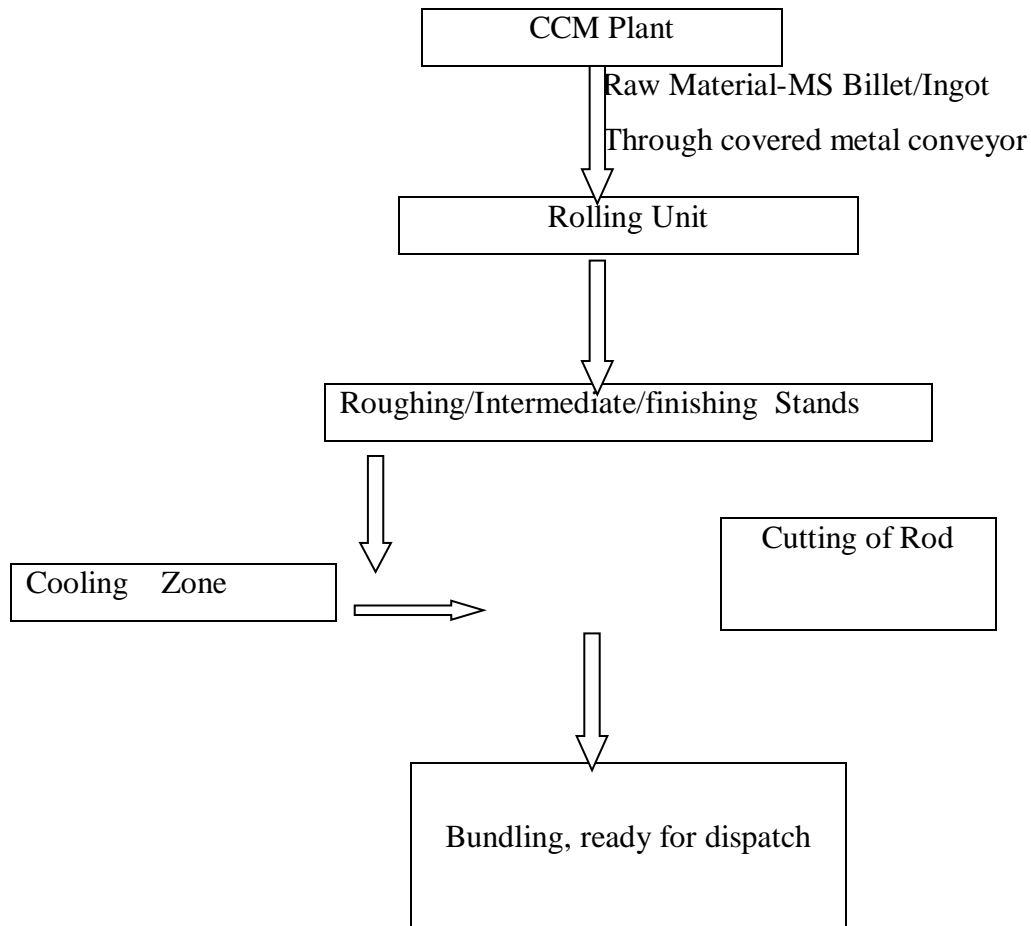 CCM Plant
Raw Material-MS Billet/Ingot
Through covered metal conveyor
Rolling Unit
Roughing/Intermediate/finishing Stands
Cutting of Rod
Cooling Zone
Bundling, ready for dispatch